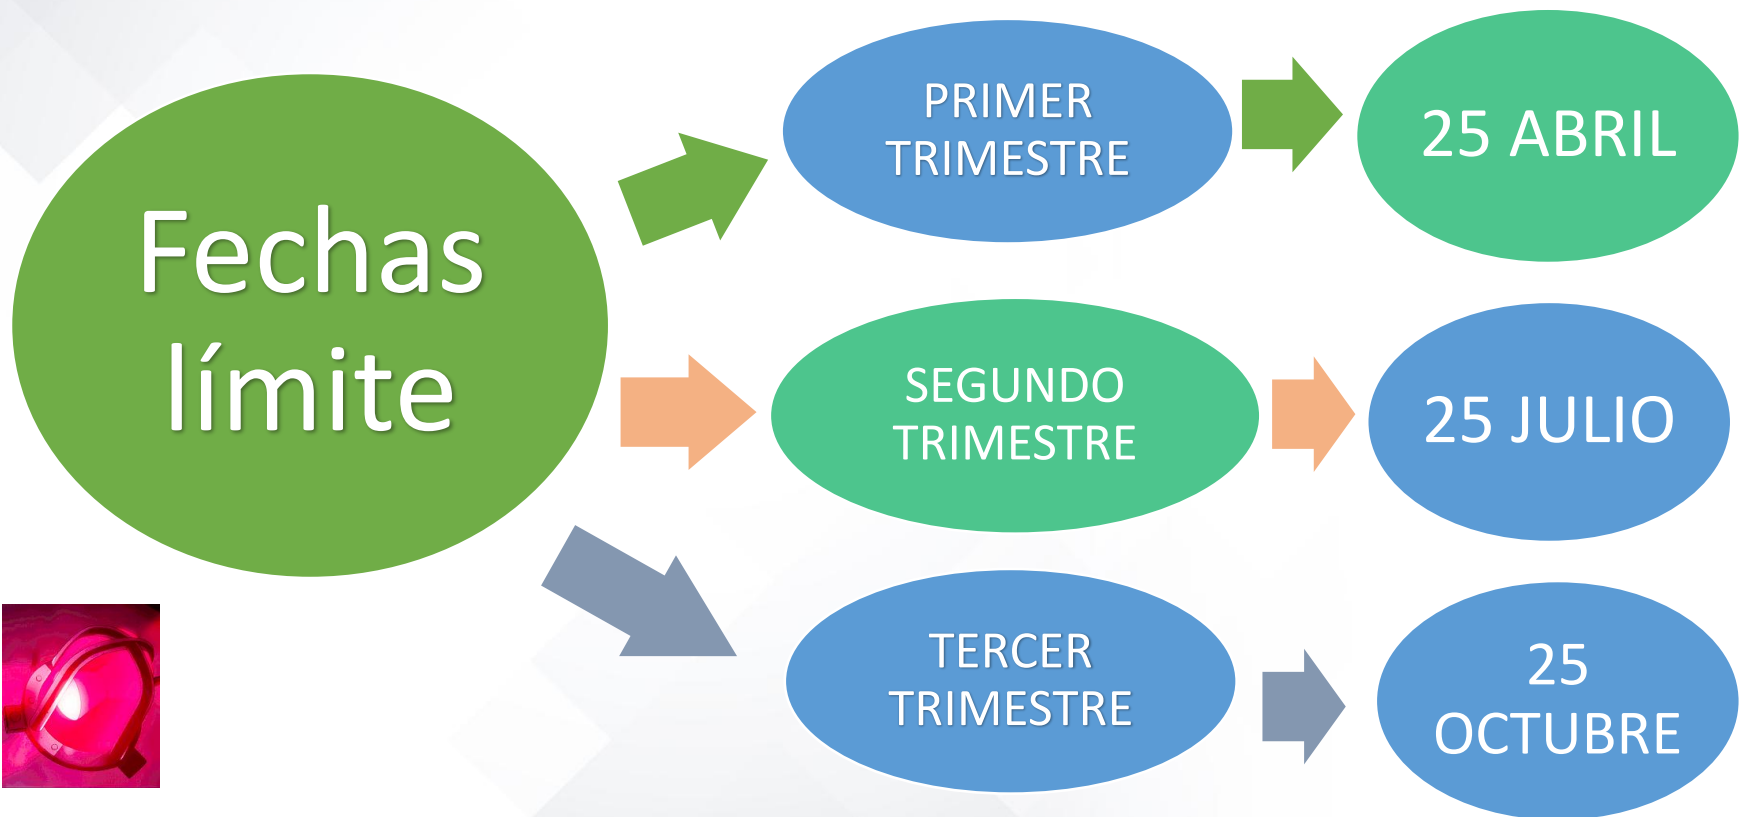 Fechas
límite
PRIMER
TRIMESTRE
25 ABRIL
SEGUNDO
TRIMESTRE
25 JULIO
TERCER
TRIMESTRE
25
OCTUBRE